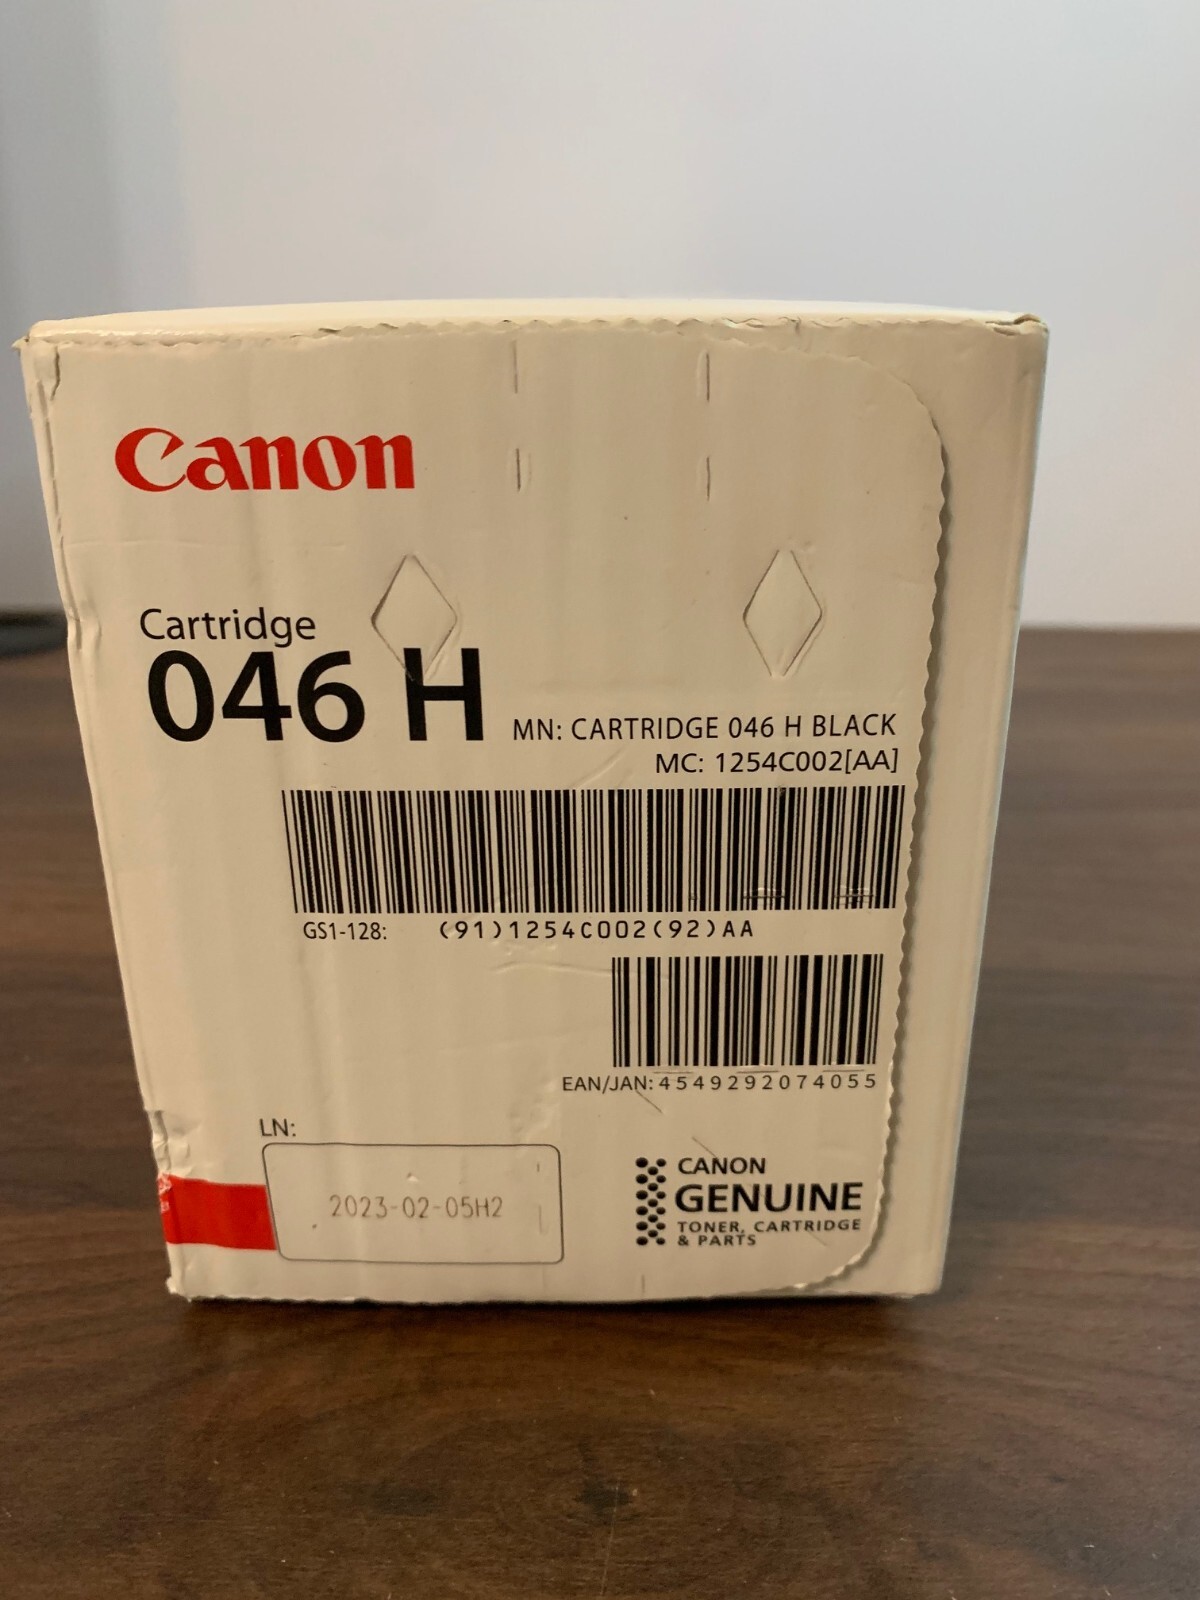 Canon
Cartridge
046 H
MN: CARTRIDGE 046 H BLACK
MC: 1254C002[AA]
GS1-128: (91)1254C002(92)AA
EAN/JAN: 4549292074055
LN:
2023-02-05H2
CANON
GENUINE
TONER, CARTRIDGE
& PARTS